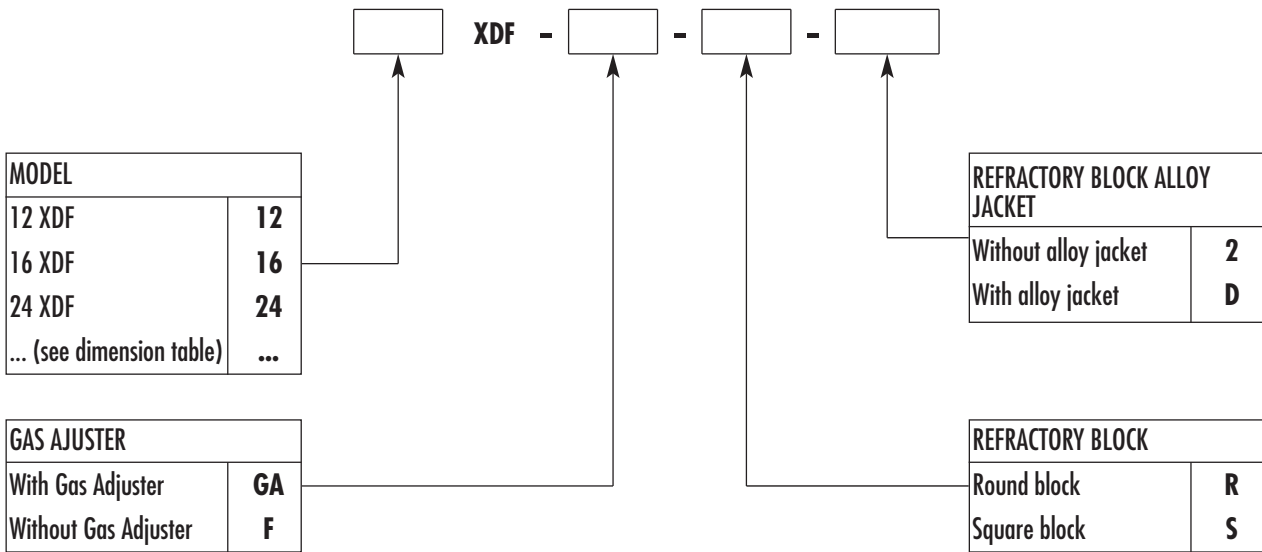 XDF - - -
MODEL
12 XDF 12
16 XDF 16
24 XDF 24
... (see dimension table) ...
GAS AJUSTER
With Gas Adjuster GA
Without Gas Adjuster F
REFRACTORY BLOCK ALLOY
JACKET
Without alloy jacket 2
With alloy jacket D
REFRACTORY BLOCK
Round block R
Square block S